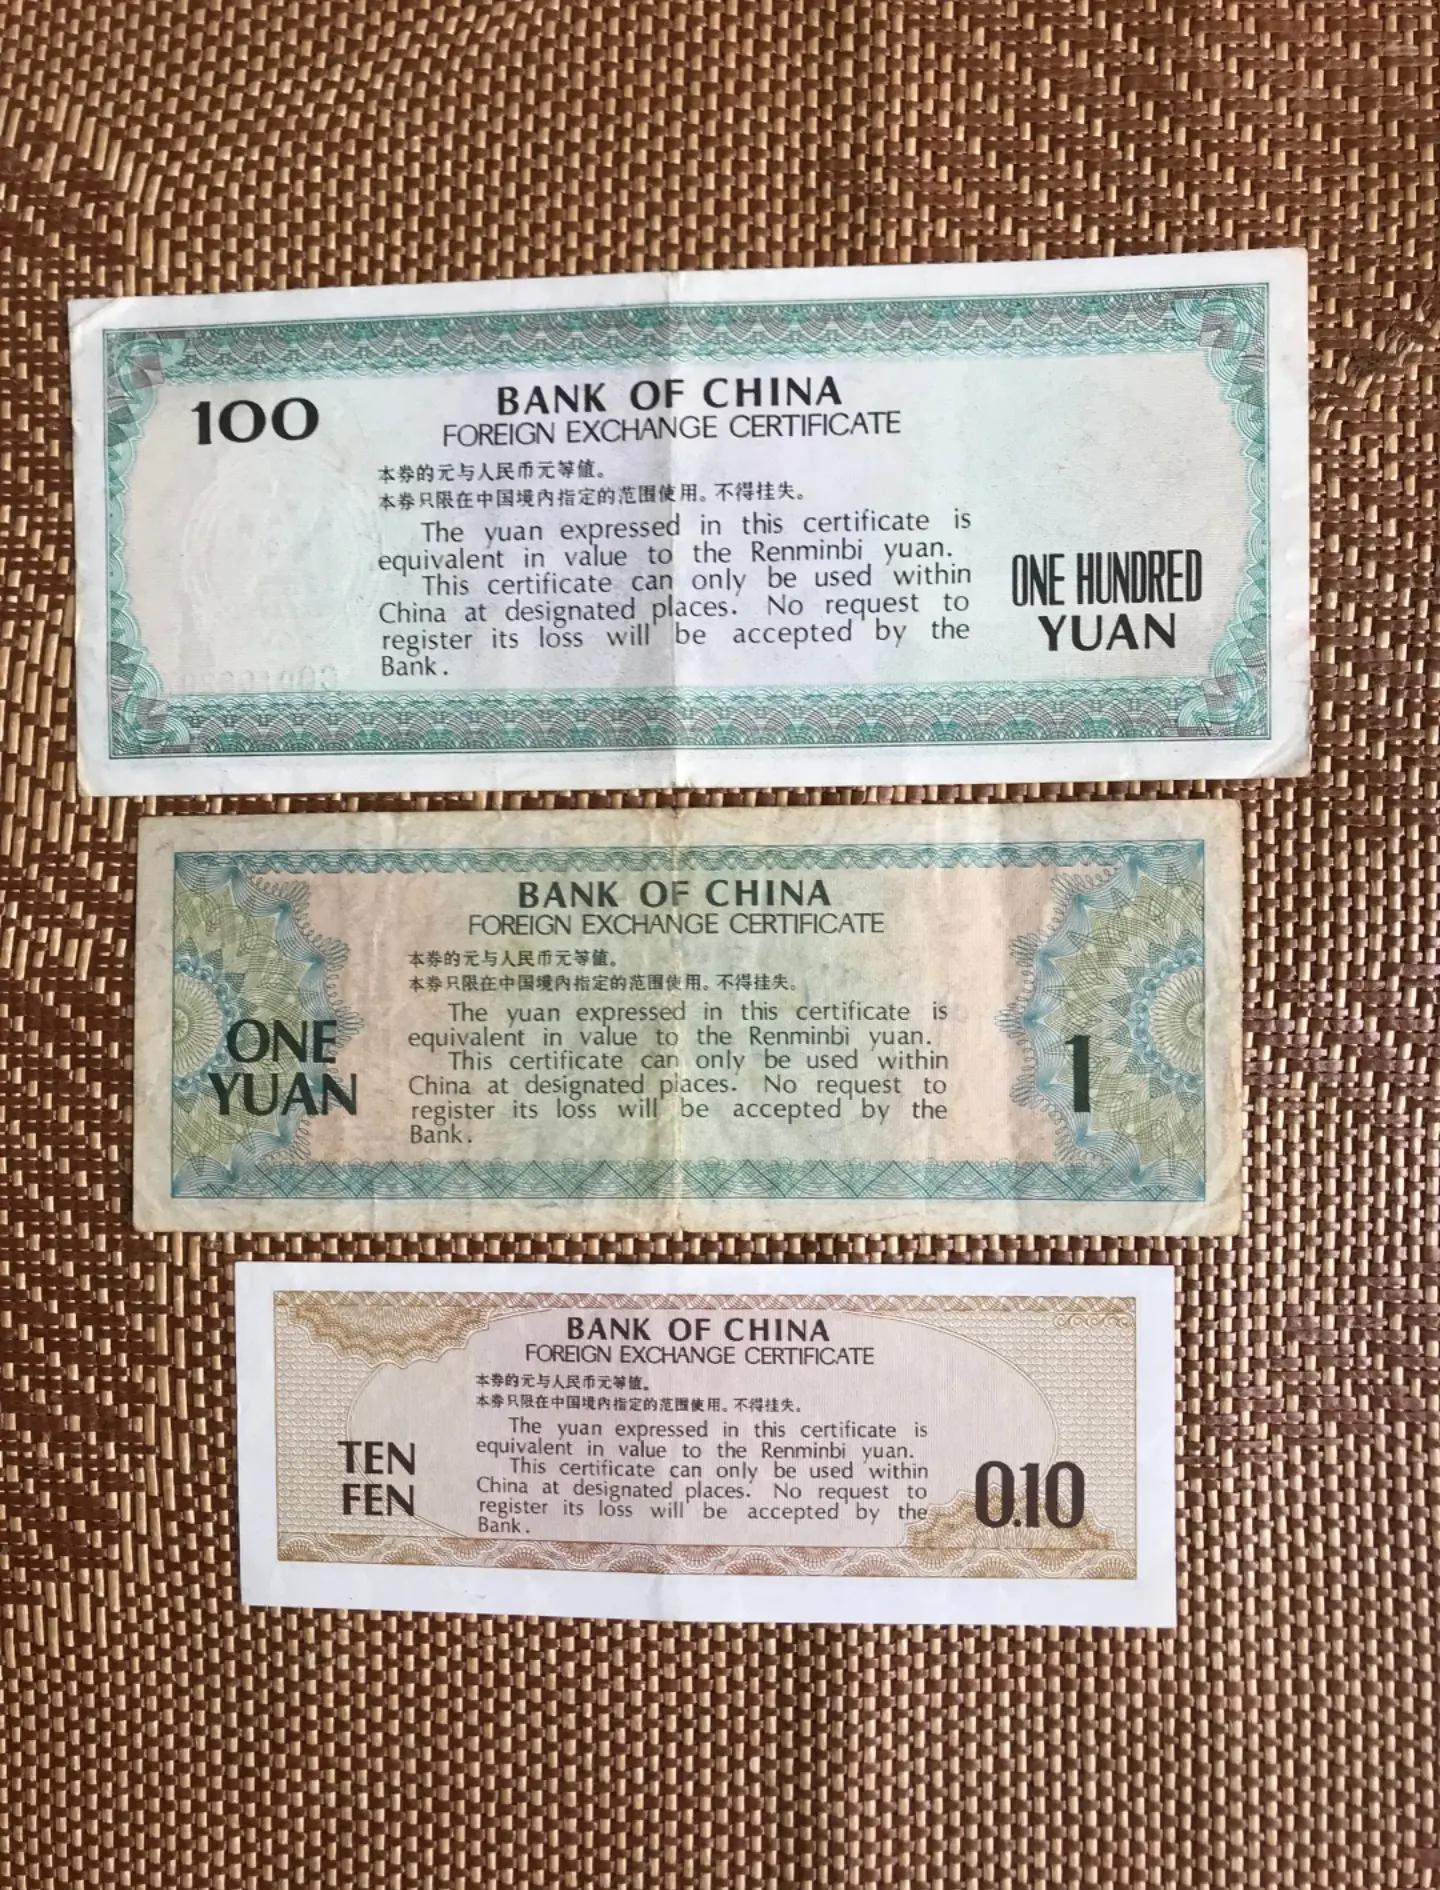 100
BANK OF CHINA
FOREIGN EXCHANGE CERTIFICATE
本券的元与人民币元等值。
本券只限在中国境内指定的范围使用。不得挂失。
The yuan expressed in this certificate is
equivalent in value to the Renminbi yuan.
This certificate can only be used within
China at designated places. No request to
register its loss will be accepted by the
Bank.
ONE HUNDRED
YUAN
BANK OF CHINA
FOREIGN EXCHANGE CERTIFICATE
本券的元与人民币元等值。
本券只限在中国境内指定的范围使用。不得挂失。
The yuan expressed in this certificate is
equivalent in value to the Renminbi yuan.
This certificate can only be used within
China at designated places. No request to
register its loss will be accepted by the
Bank.
ONE
YUAN
1
BANK OF CHINA
FOREIGN EXCHANGE CERTIFICATE
本券的元与人民币元等值。
本券只限在中国境内指定的范围使用。不得挂失。
The yuan expressed in this certificate is
equivalent in value to the Renminbi yuan.
This certificate can only be used within
China at designated places. No request to
register its loss will be accepted by the
Bank.
TEN
FEN
0.10